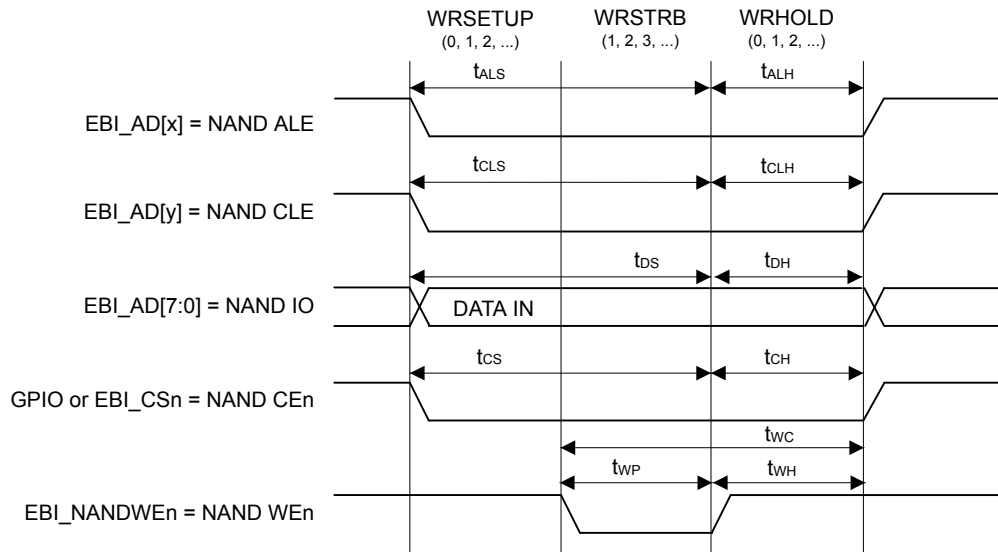 WRSETUP WRSTRB WRHOLD
(0, 1, 2, ...) (1, 2, 3, ...) (0, 1, 2, ...)
tALS tALH
EBI_AD[x] = NAND ALE
tCLS tCLH
EBI_AD[y] = NAND CLE
tDS tDH
EBI_AD[7:0] = NAND IO DATA IN
tCS tCH
GPIO or EBI_CSn = NAND CEn
tWC
tWP tWH
EBI_NANDWEn = NAND WEn